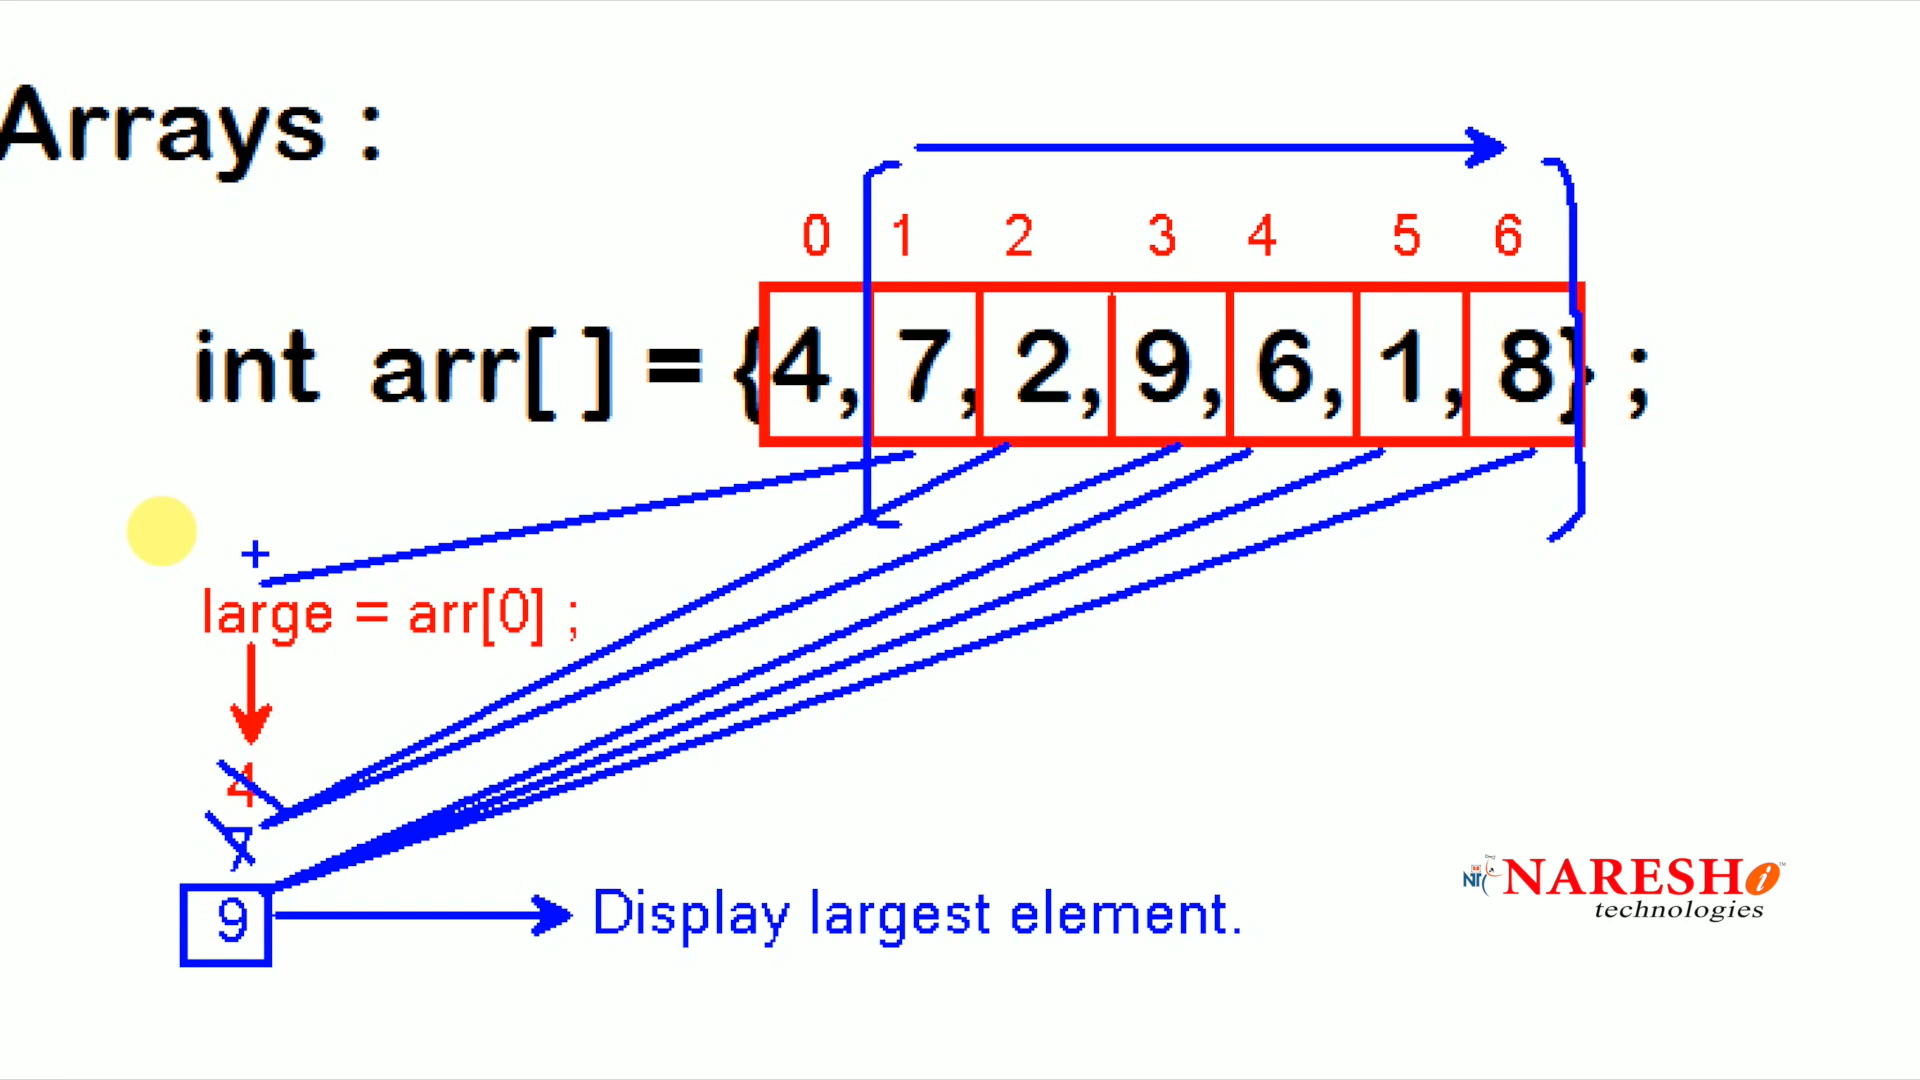 Arrays :
0 1 2 3 4 5 6
int arr[ ] = {4, 7, 2, 9, 6, 1, 8} ;
+
large = arr[0] ;
4
7
9 Display largest element.
NARESH i
technologies